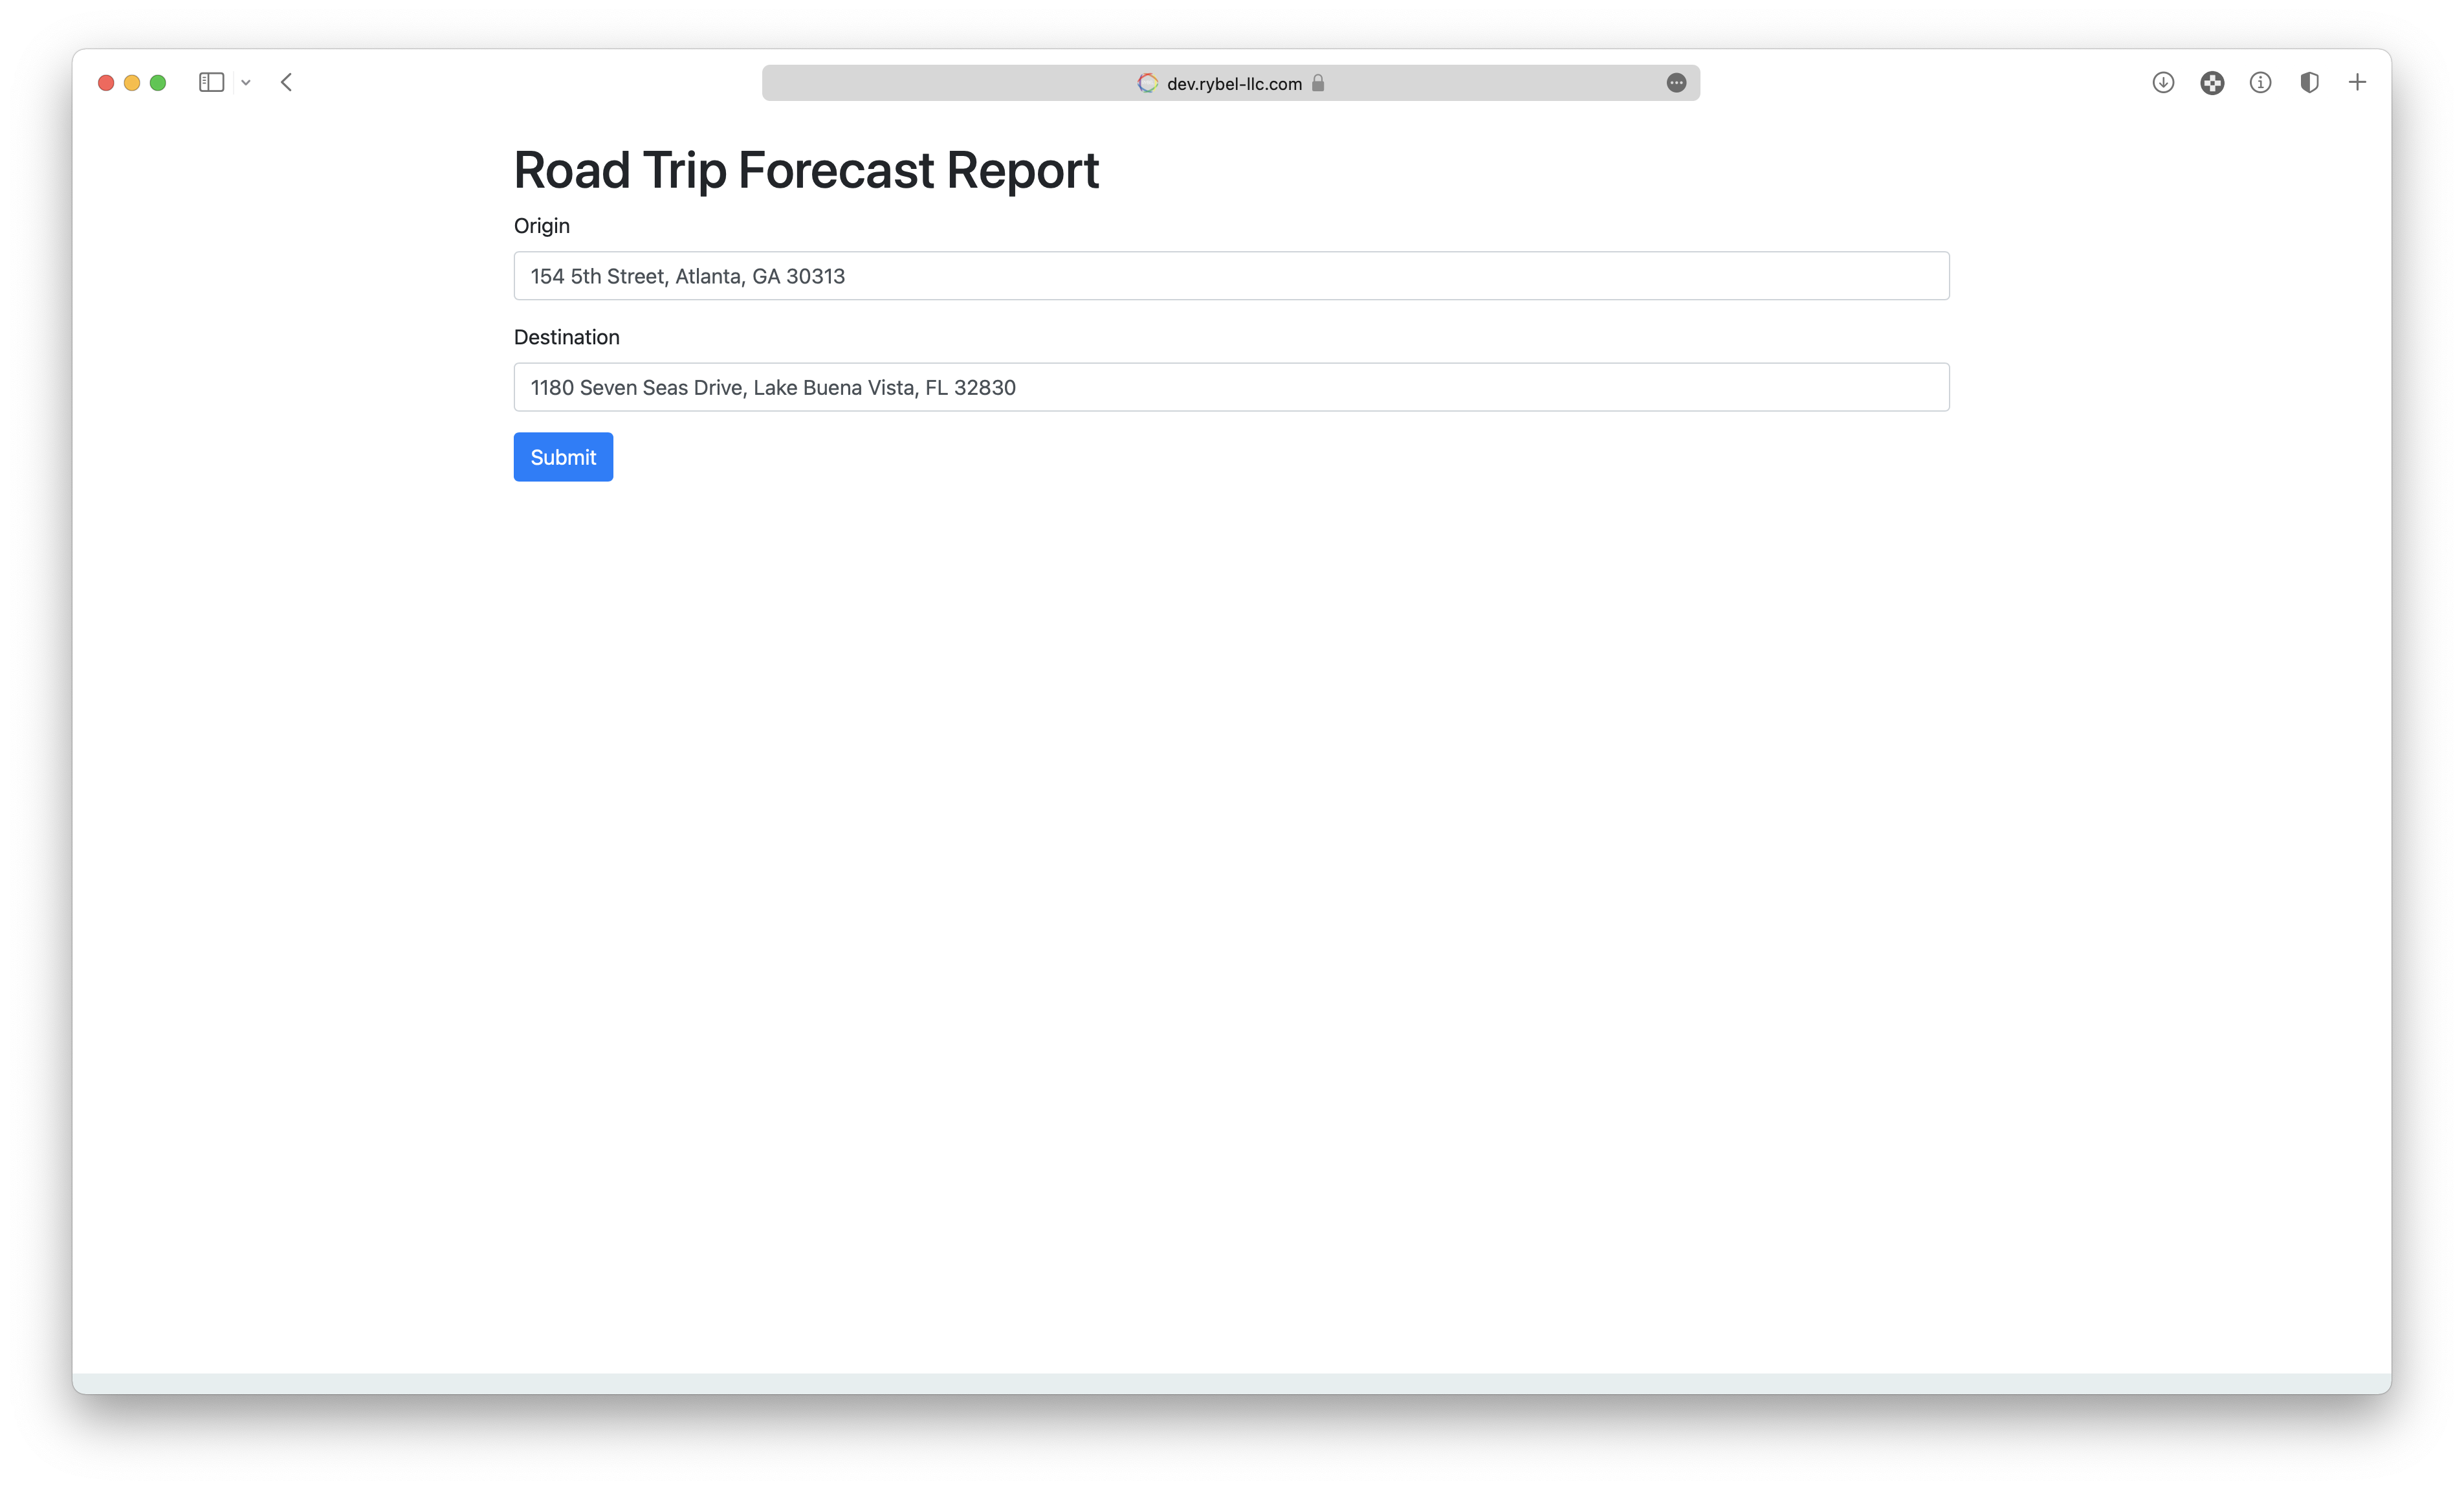 dev.rybel-llc.com
Road Trip Forecast Report
Origin
154 5th Street, Atlanta, GA 30313
Destination
1180 Seven Seas Drive, Lake Buena Vista, FL 32830
Submit